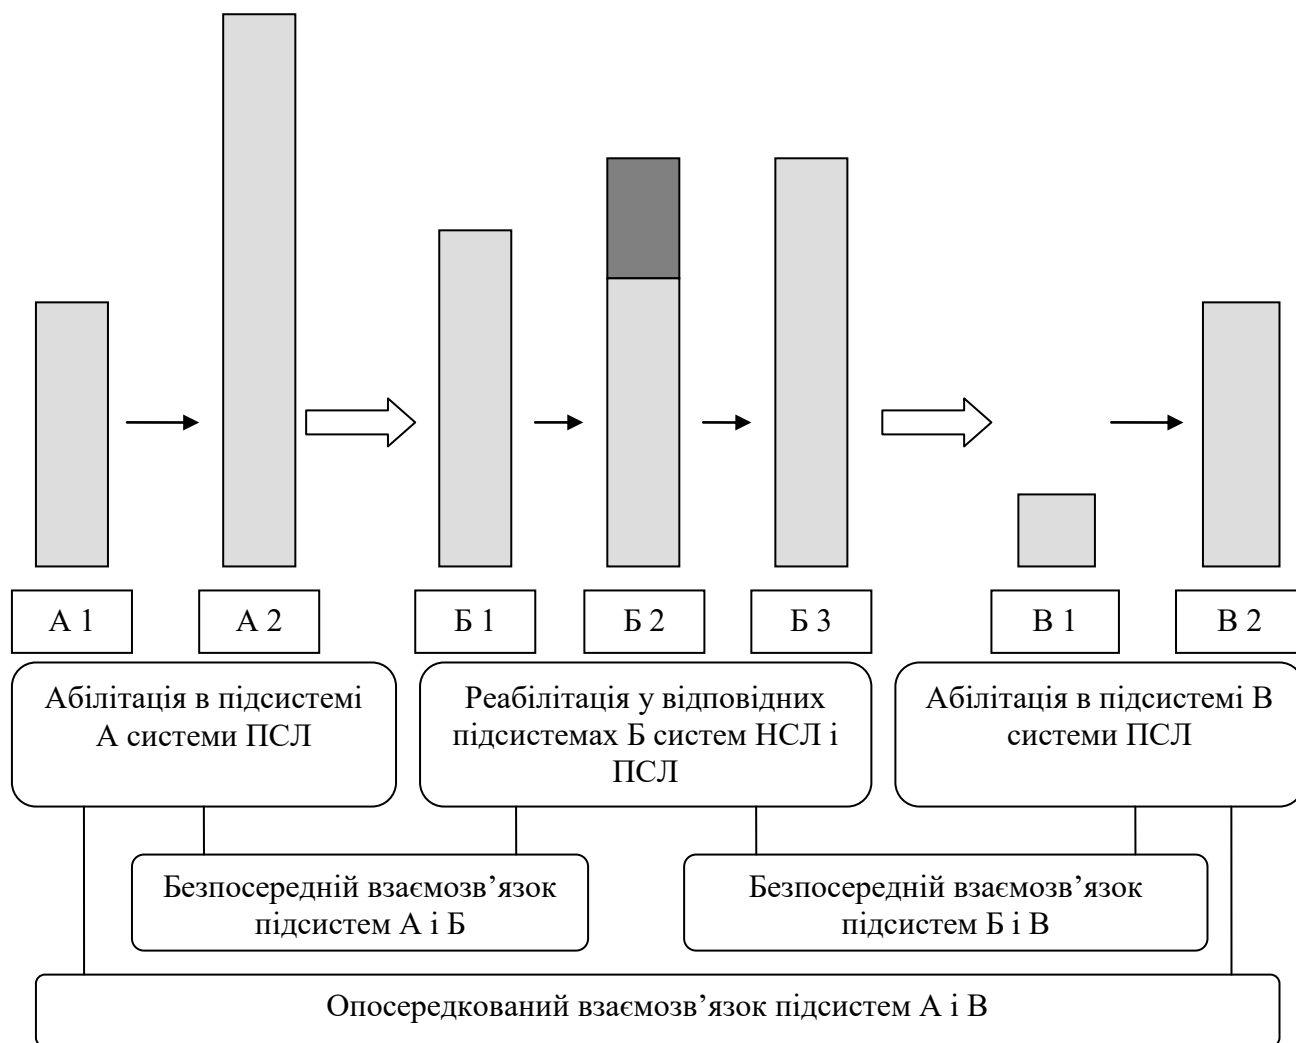 А 1
А 2
Б 1
Б 2
Б 3
В 1
В 2
Абілітація в підсистемі
А системи ПСЛ
Реабілітація у відповідних
підсистемах Б систем НСЛ і
ПСЛ
Абілітація в підсистемі В
системи ПСЛ
Безпосередній взаємозв’язок
підсистем А і Б
Безпосередній взаємозв’язок
підсистем Б і В
Опосередкований взаємозв’язок підсистем А і В